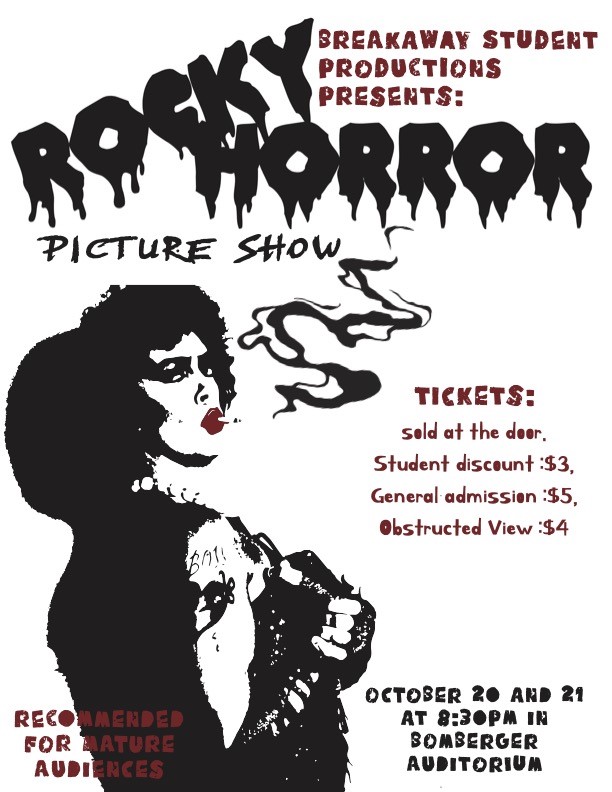 BREAKAWAY STUDENT
PRODUCTIONS
PRESENTS:
ROCKY
HORROR
PICTURE SHOW
TICKETS:
sold at the door,
Student discount :$3,
General admission :$5,
Obstructed View :$4
OCTOBER 20 AND 21
AT 8:30PM IN
BOMBERGER
AUDITORIUM
RECOMMENDED
FOR MATURE
AUDIENCES